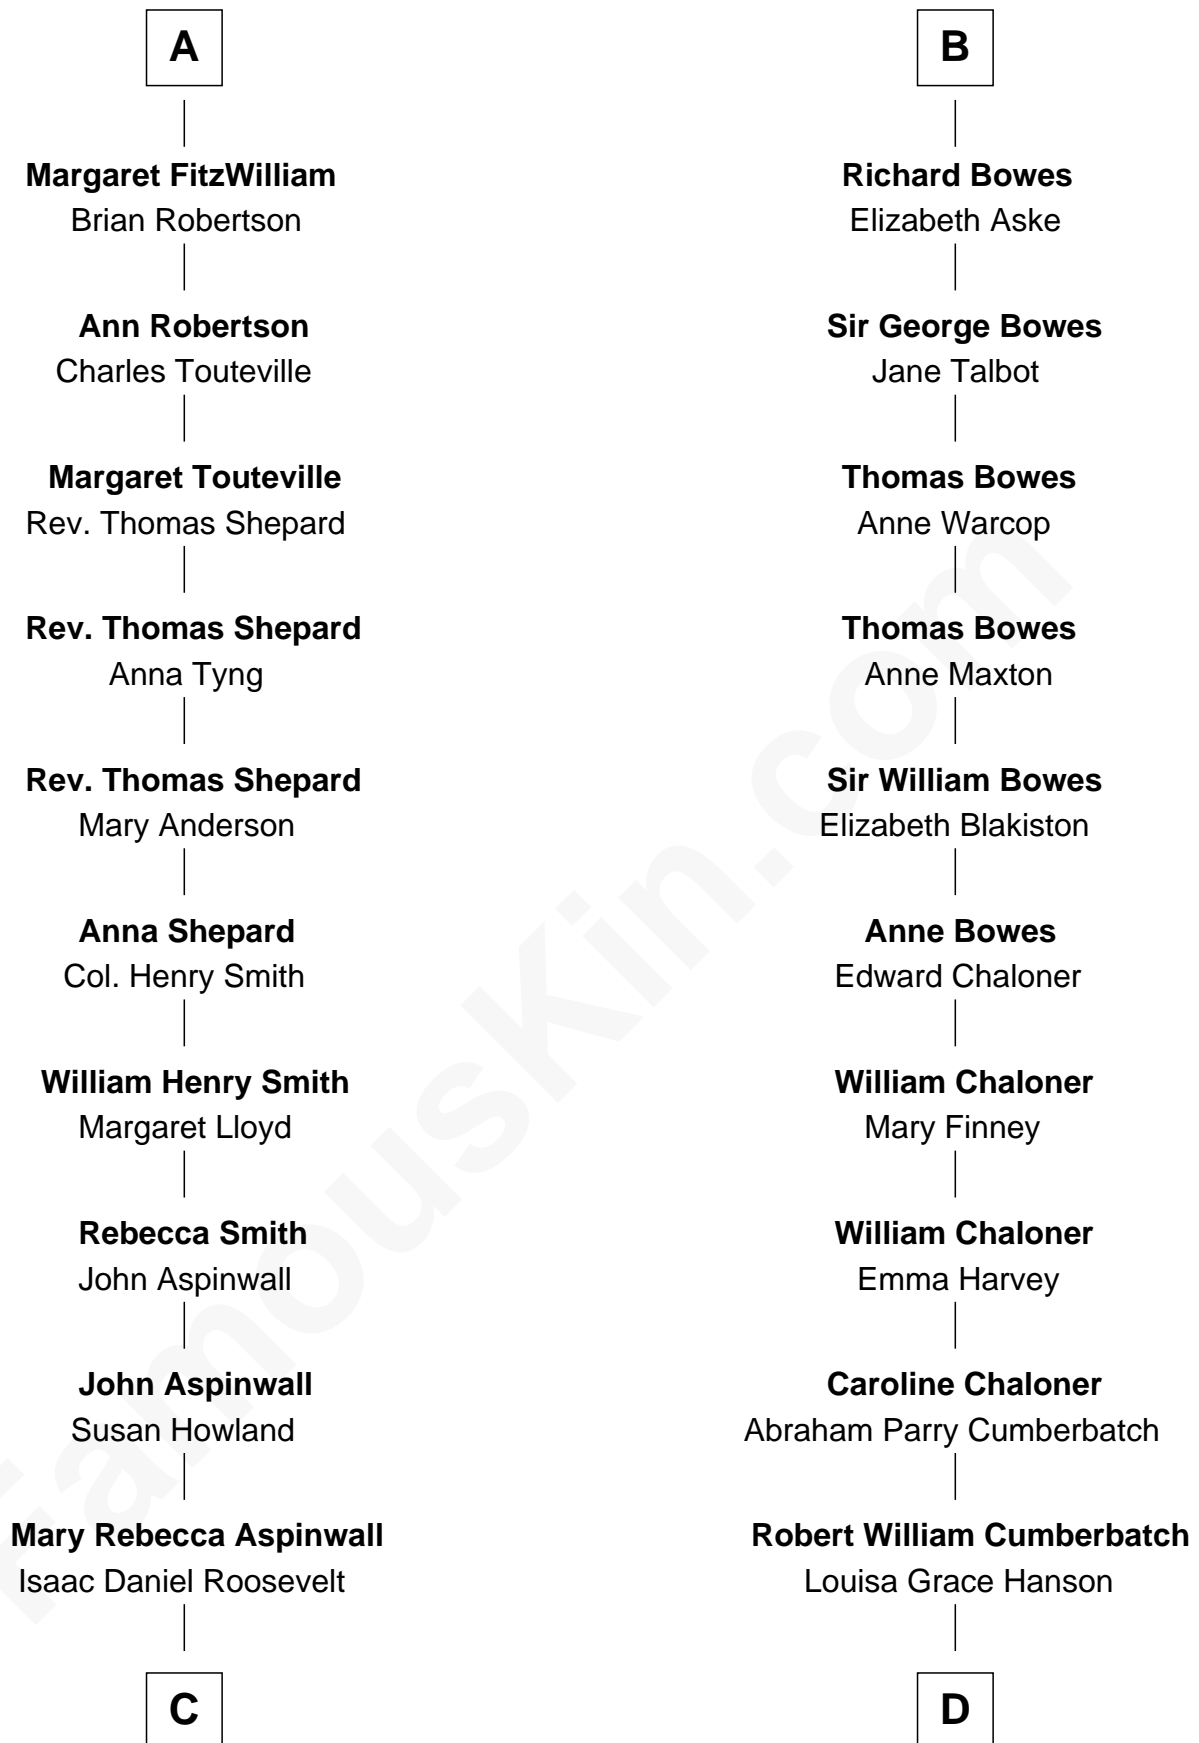 A
Margaret FitzWilliam
Brian Robertson
Ann Robertson
Charles Touteville
Margaret Touteville
Rev. Thomas Shepard
Rev. Thomas Shepard
Anna Tyng
Rev. Thomas Shepard
Mary Anderson
Anna Shepard
Col. Henry Smith
William Henry Smith
Margaret Lloyd
Rebecca Smith
John Aspinwall
John Aspinwall
Susan Howland
Mary Rebecca Aspinwall
Isaac Daniel Roosevelt
C
B
Richard Bowes
Elizabeth Aske
Sir George Bowes
Jane Talbot
Thomas Bowes
Anne Warcop
Thomas Bowes
Anne Maxton
Sir William Bowes
Elizabeth Blakiston
Anne Bowes
Edward Chaloner
William Chaloner
Mary Finney
William Chaloner
Emma Harvey
Caroline Chaloner
Abraham Parry Cumberbatch
Robert William Cumberbatch
Louisa Grace Hanson
D
FamousKin.com